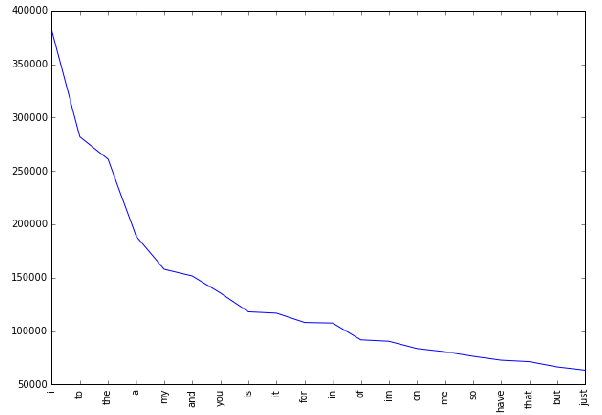 400000
350000
300000
250000
200000
150000
100000
50000
i
to
the
a
my
and
you
is
it
for
in
of
im
on
me
so
have
that
but
just